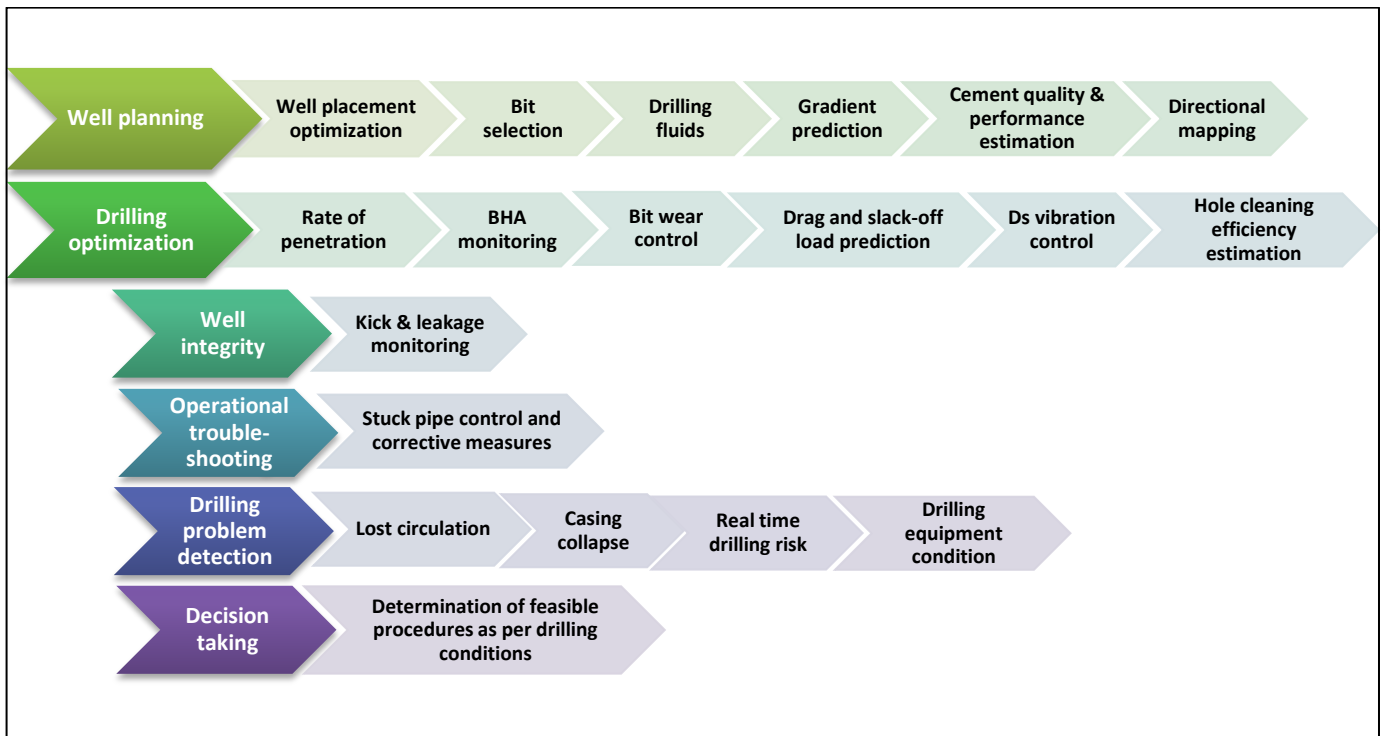 Well planning
Well placement
optimization
Bit
selection
Drilling
fluids
Gradient
prediction
Cement quality &
performance
estimation
Directional
mapping
Drilling
optimization
Rate of
penetration
BHA
monitoring
Bit wear
control
Drag and slack-off
load prediction
Ds vibration
control
Hole cleaning
efficiency
estimation
Well
integrity
Kick & leakage
monitoring
Operational
trouble-
shooting
Stuck pipe control and
corrective measures
Drilling
problem
detection
Lost circulation
Casing
collapse
Real time
drilling risk
Drilling
equipment
condition
Decision
taking
Determination of feasible
procedures as per drilling
conditions